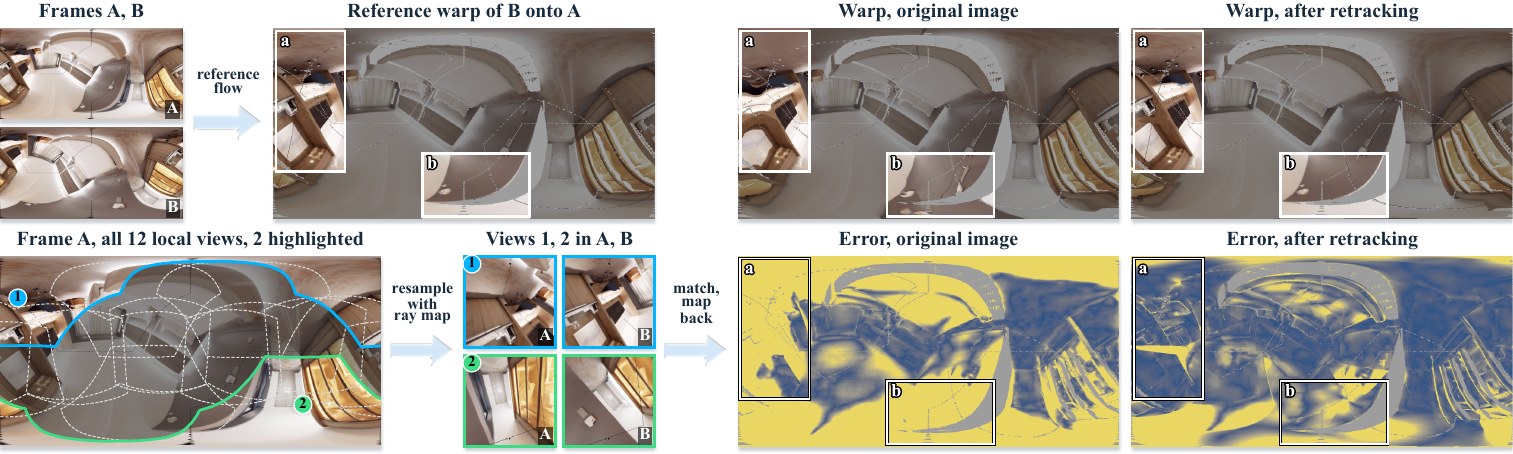 Frames A, B
Reference warp of B onto A
Warp, original image
Warp, after retracking
A
B
reference
flow
a
b
a
b
a
b
Frame A, all 12 local views, 2 highlighted
Views 1, 2 in A, B
Error, original image
Error, after retracking
1
2
resample
with
ray map
1
A
B
2
A
B
match,
map
back
a
b
a
b